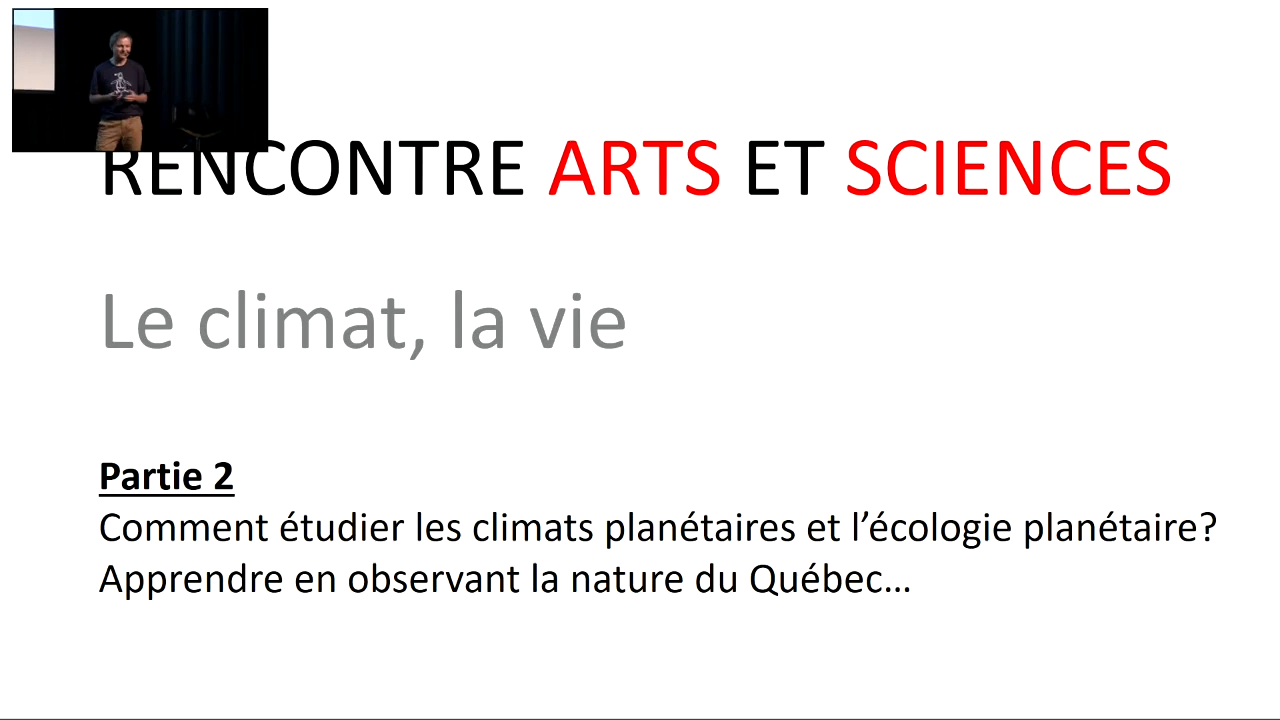 RENCONTRE ARTS ET SCIENCES
Le climat, la vie
Partie 2
Comment étudier les climats planétaires et l’écologie planétaire?
Apprendre en observant la nature du Québec...